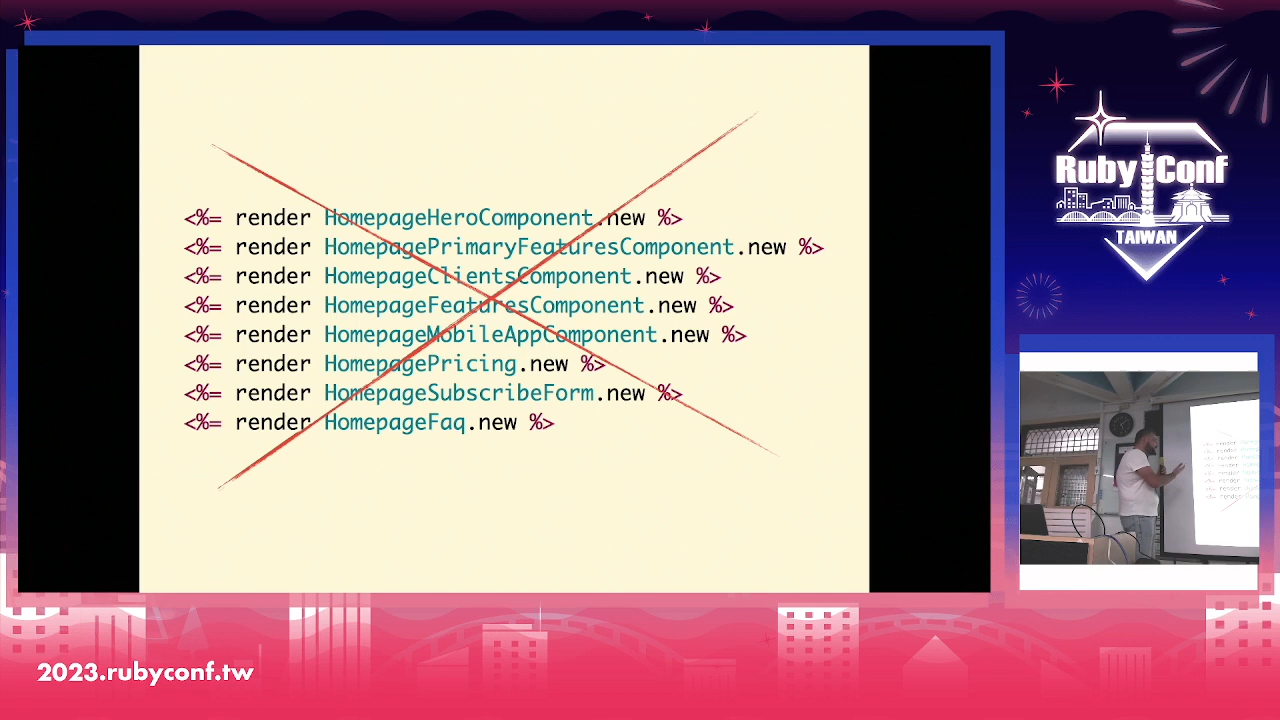 <%= render HomepageHeroComponent.new %>
<%= render HomepagePrimaryFeaturesComponent.new %>
<%= render HomepageClientsComponent.new %>
<%= render HomepageFeaturesComponent.new %>
<%= render HomepageMobileAppComponent.new %>
<%= render HomepagePricing.new %>
<%= render HomepageSubscribeForm.new %>
<%= render HomepageFaq.new %>
RubyConf
TAIWAN
2023.rubyconf.tw